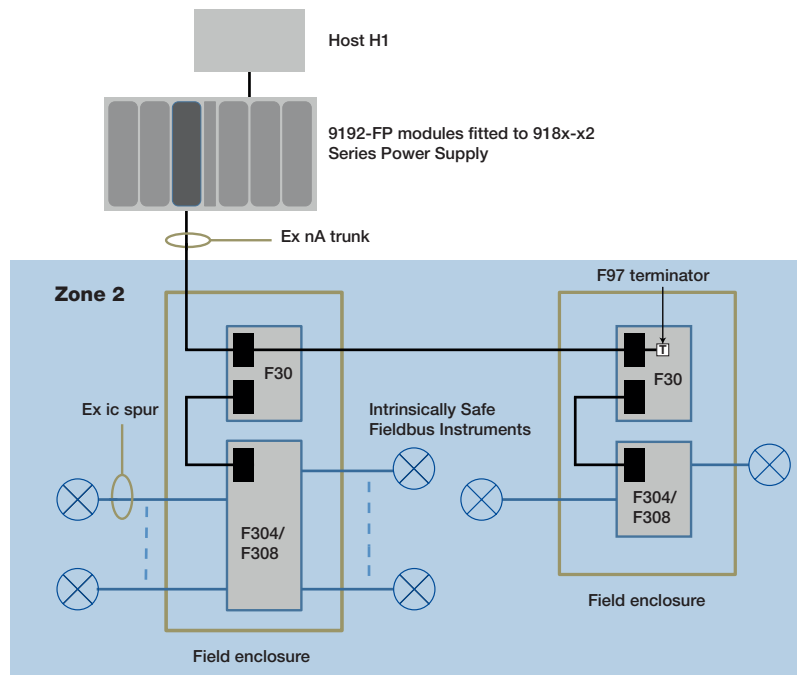 Host H1
9192-FP modules fitted to 918x-x2
Series Power Supply
Ex nA trunk
Zone 2
F97 terminator
F30
T
F30
Ex ic spur
Intrinsically Safe
Fieldbus Instruments
F304/
F308
F304/
F308
Field enclosure
Field enclosure